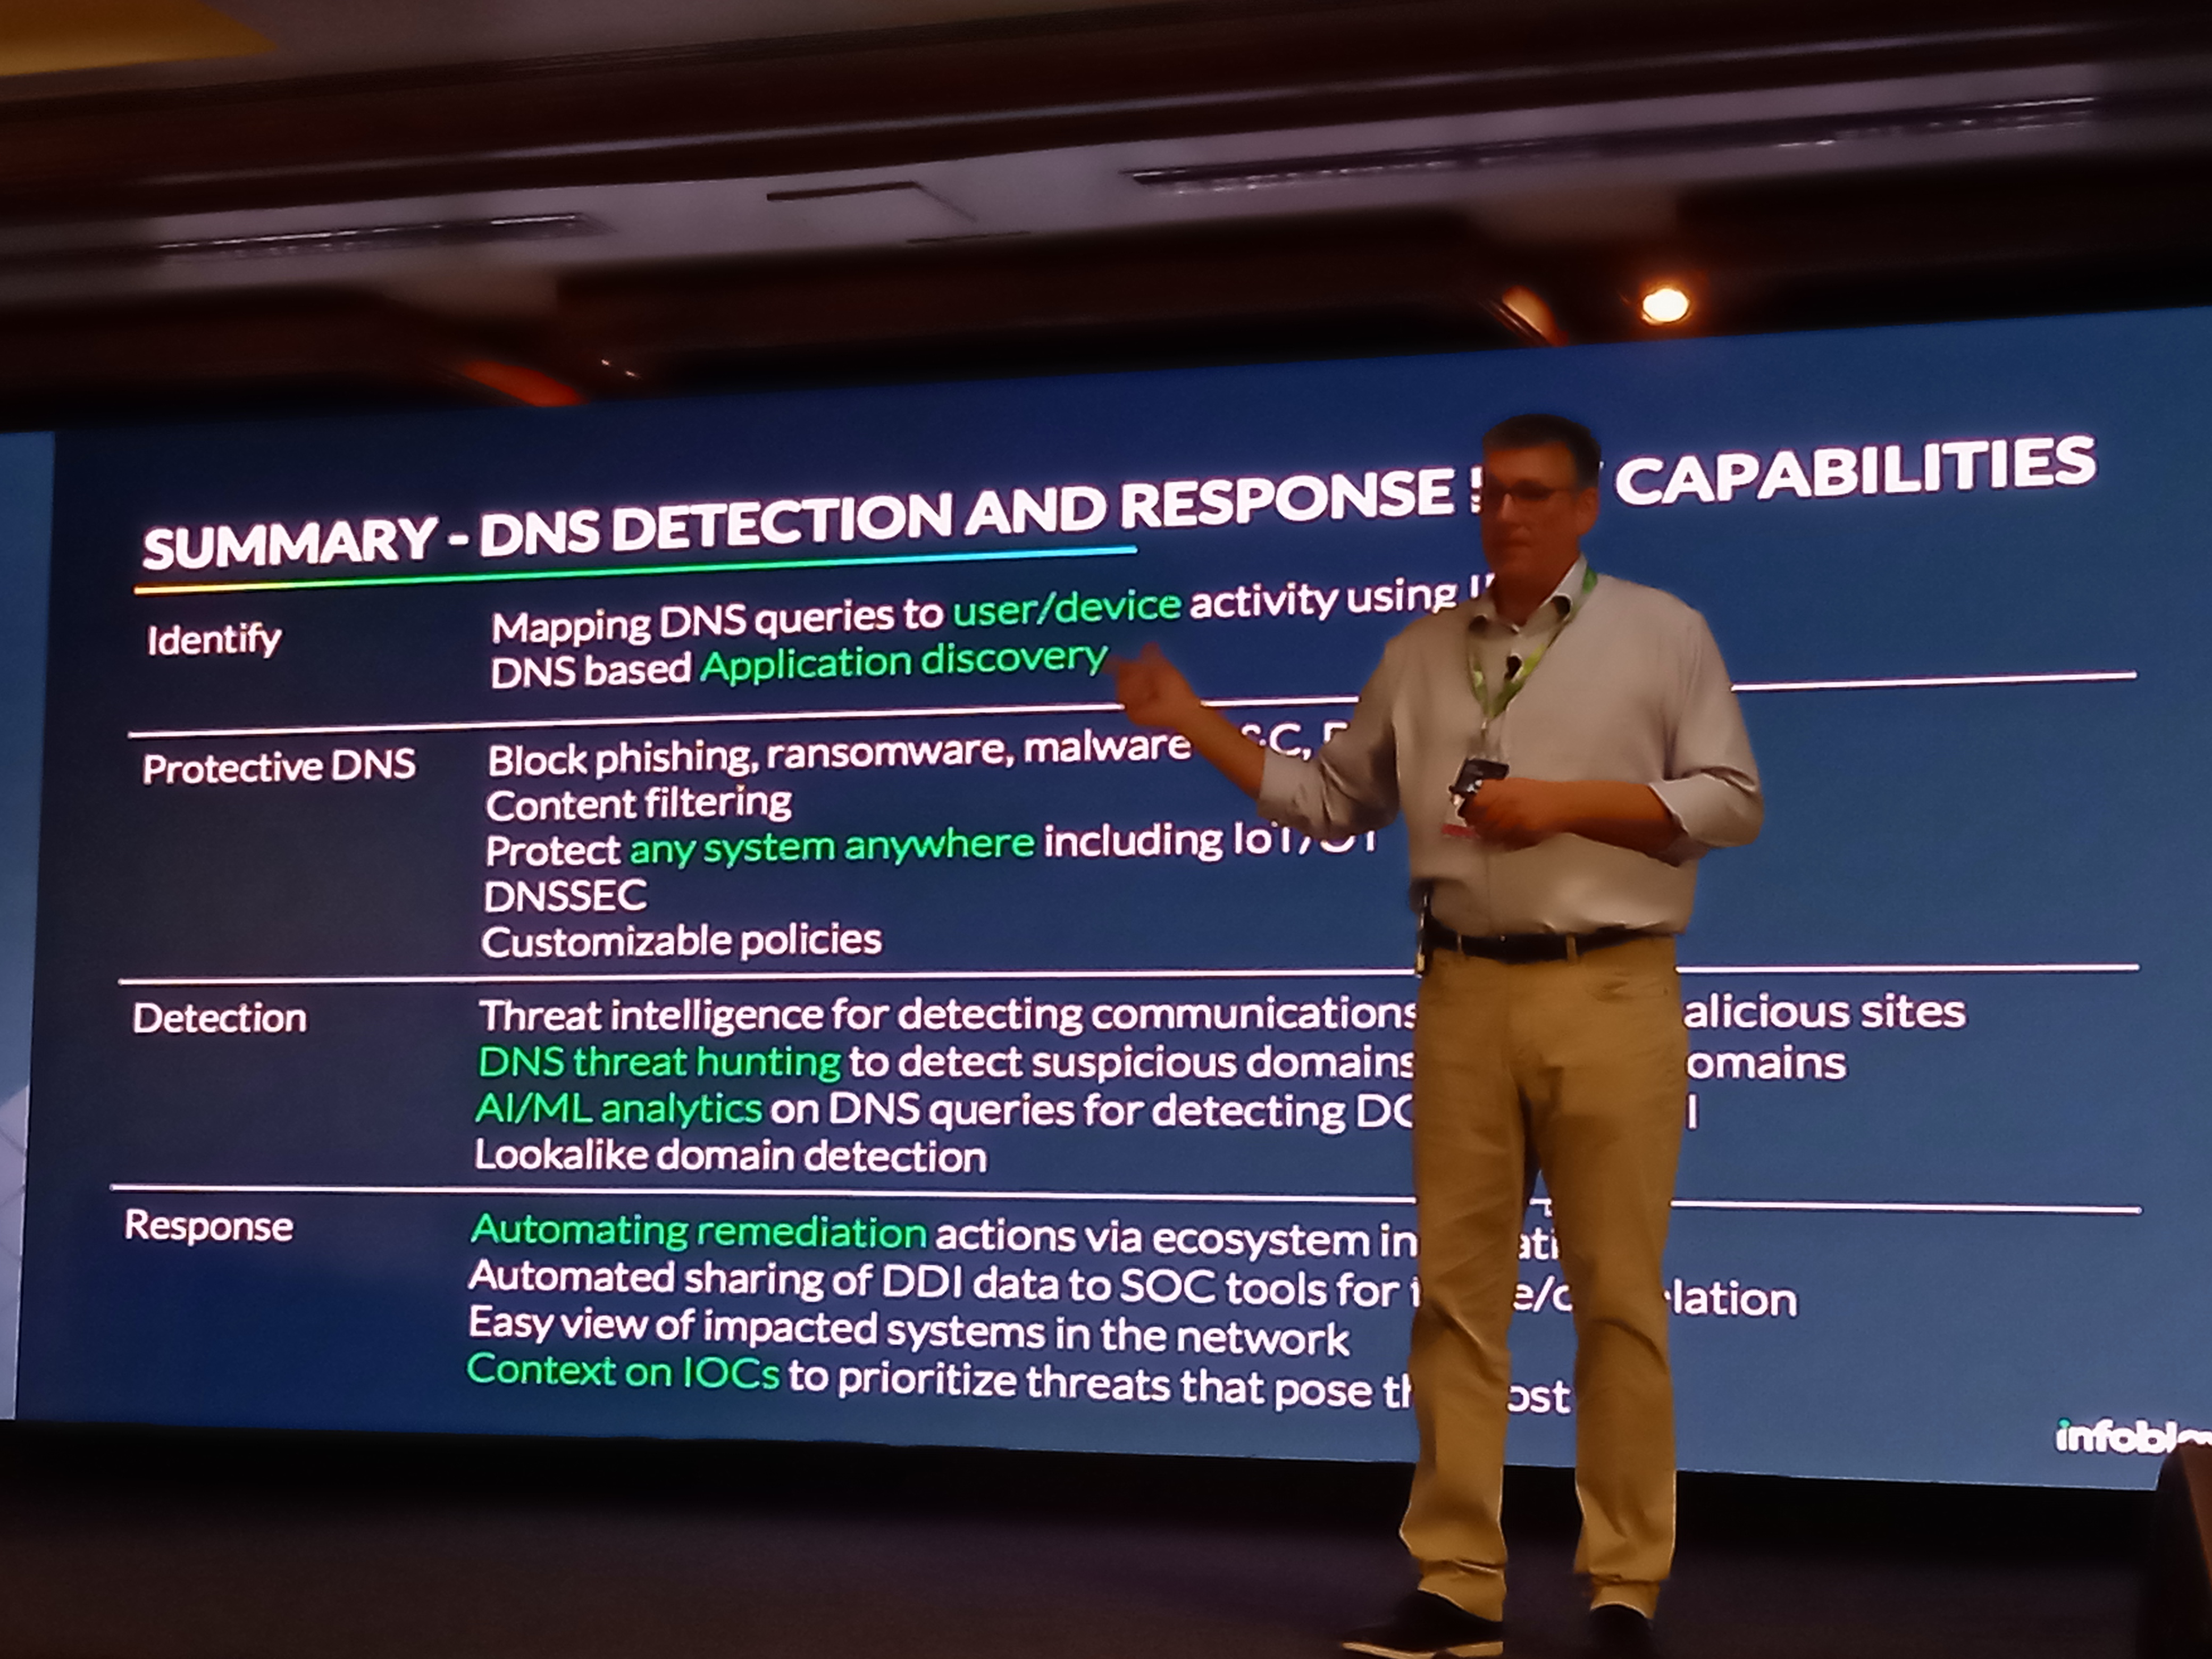 SUMMARY - DNS DETECTION AND RESPONSE CAPABILITIES
Identify
Mapping DNS queries to user/device activity using
DNS based Application discovery
Protective DNS
Block phishing, ransomware, malware
Content filtering
Protect any system anywhere including IoT/OT
DNSSEC
Customizable policies
Detection
Threat intelligence for detecting communications
DNS threat hunting to detect suspicious domains
AI/ML analytics on DNS queries for detecting
Lookalike domain detection
Response
Automating remediation actions via ecosystem
Automated sharing of DDI data to SOC tools for
Easy view of impacted systems in the network
Context on IOCs to prioritize threats that pose